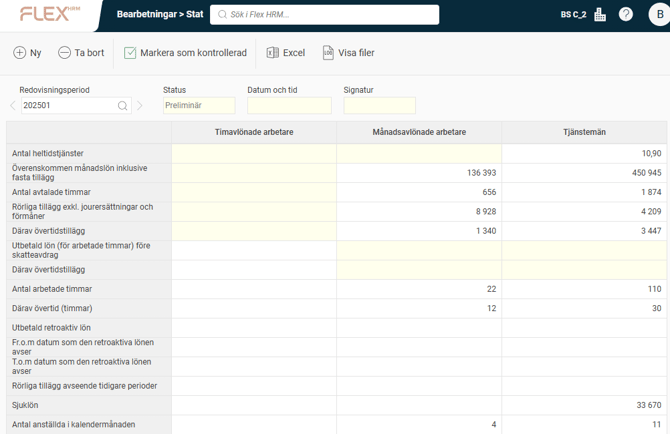 FLEX HRM
Bearbetningar > Stat
Sök i Flex HRM...
BS C_2
?
B
Ny
Ta bort
Markera som kontrollerad
Excel
LOG
Visa filer
Redovisningsperiod
Status
Datum och tid
Signatur
202501
Preliminär
Timavlönade arbetare
Månadsavlönade arbetare
Tjänstemän
Antal heltidstjänster
10,90
Överenskommen månadslön inklusive
fasta tillägg
136 393
450 945
Antal avtalade timmar
656
1 874
Rörliga tillägg exkl. jourersättningar och
förmåner
8 928
4 209
Därav övertidstillägg
1 340
3 447
Utbetald lön (för arbetade timmar) före
skatteavdrag
Därav övertidstillägg
Antal arbetade timmar
22
110
Därav övertid (timmar)
12
30
Utbetald retroaktiv lön
Fr.o.m datum som den retroaktiva lönen
avser
T.o.m datum som den retroaktiva lönen
avser
Rörliga tillägg avseende tidigare perioder
Sjuklön
33 670
Antal anställda i kalendermånaden
4
11